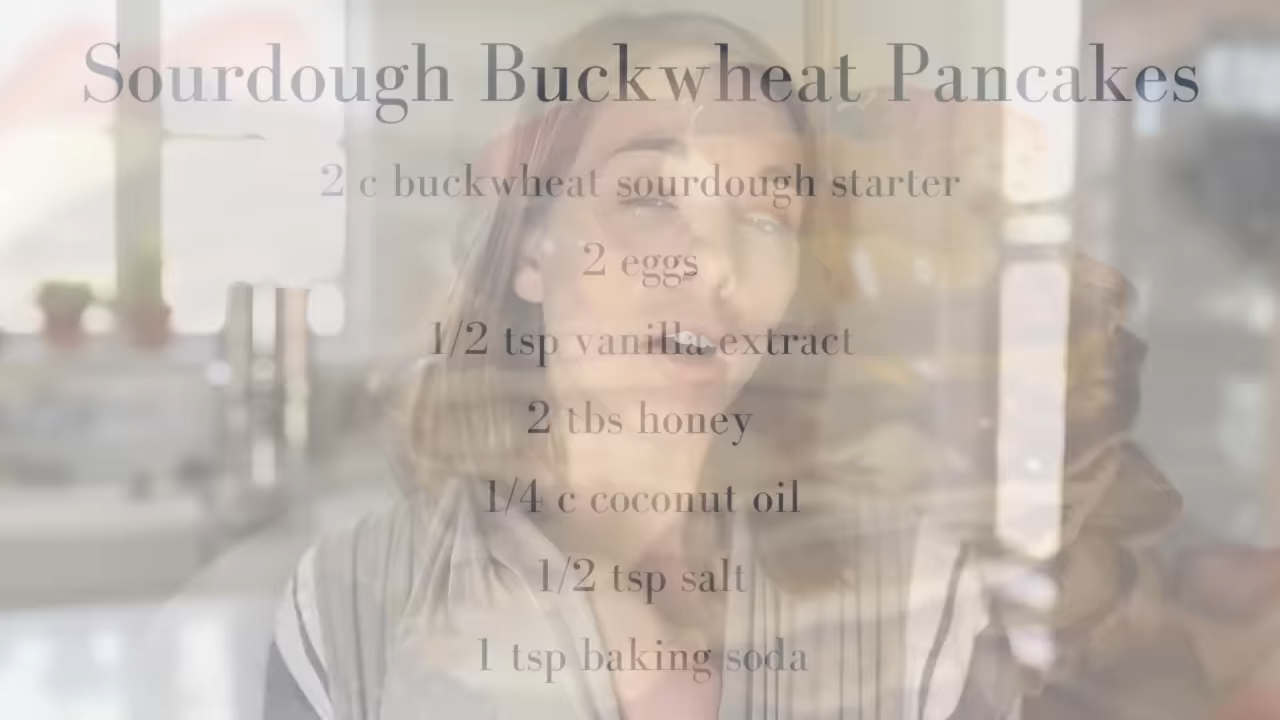 Sourdough Buckwheat Pancakes
2 c buckwheat sourdough starter
2 eggs
1/2 tsp vanilla extract
2 tbs honey
1/4 c coconut oil
1/2 tsp salt
1 tsp baking soda